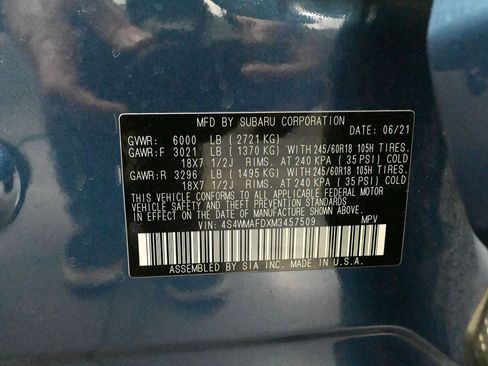 MFD BY SUBARU CORPORATION
GVWR: 6000 LB (2721 KG) DATE: 06/21
GAWR:F 3021 LB (1370 KG) WITH 245/60R18 105H TIRES.
18X7 1/2J RIMS. AT 240 KPA (35 PSI) COLD
GAWR:R 3296 LB (1495 KG) WITH 245/60R18 105H TIRES.
18X7 1/2J RIMS. AT 240 KPA (35 PSI) COLD
THIS VEHICLE CONFORMS TO ALL APPLICABLE FEDERAL MOTOR
VEHICLE SAFETY AND THEFT PREVENTION STANDARDS
IN EFFECT ON THE DATE OF MANUFACTURE SHOWN ABOVE.
VIN: 4S4WMAFDXM3457509 MPV
ASSEMBLED BY SIA INC. MADE IN U.S.A.